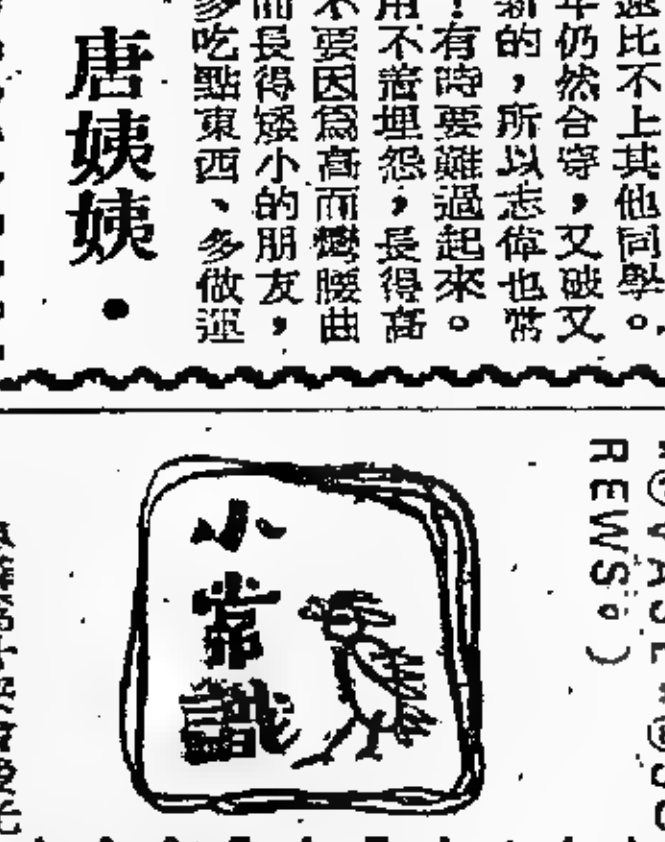 遠比不上其他同學。
年仍然合穿，又破又
新的，所以志偉也常
！有時要難過起來。
用不着埋怨，長得高
不要因爲高而彎腰曲
而長得矮小的朋友，
多吃點東西、多做運
唐姨姨•
REWS。)
小常識